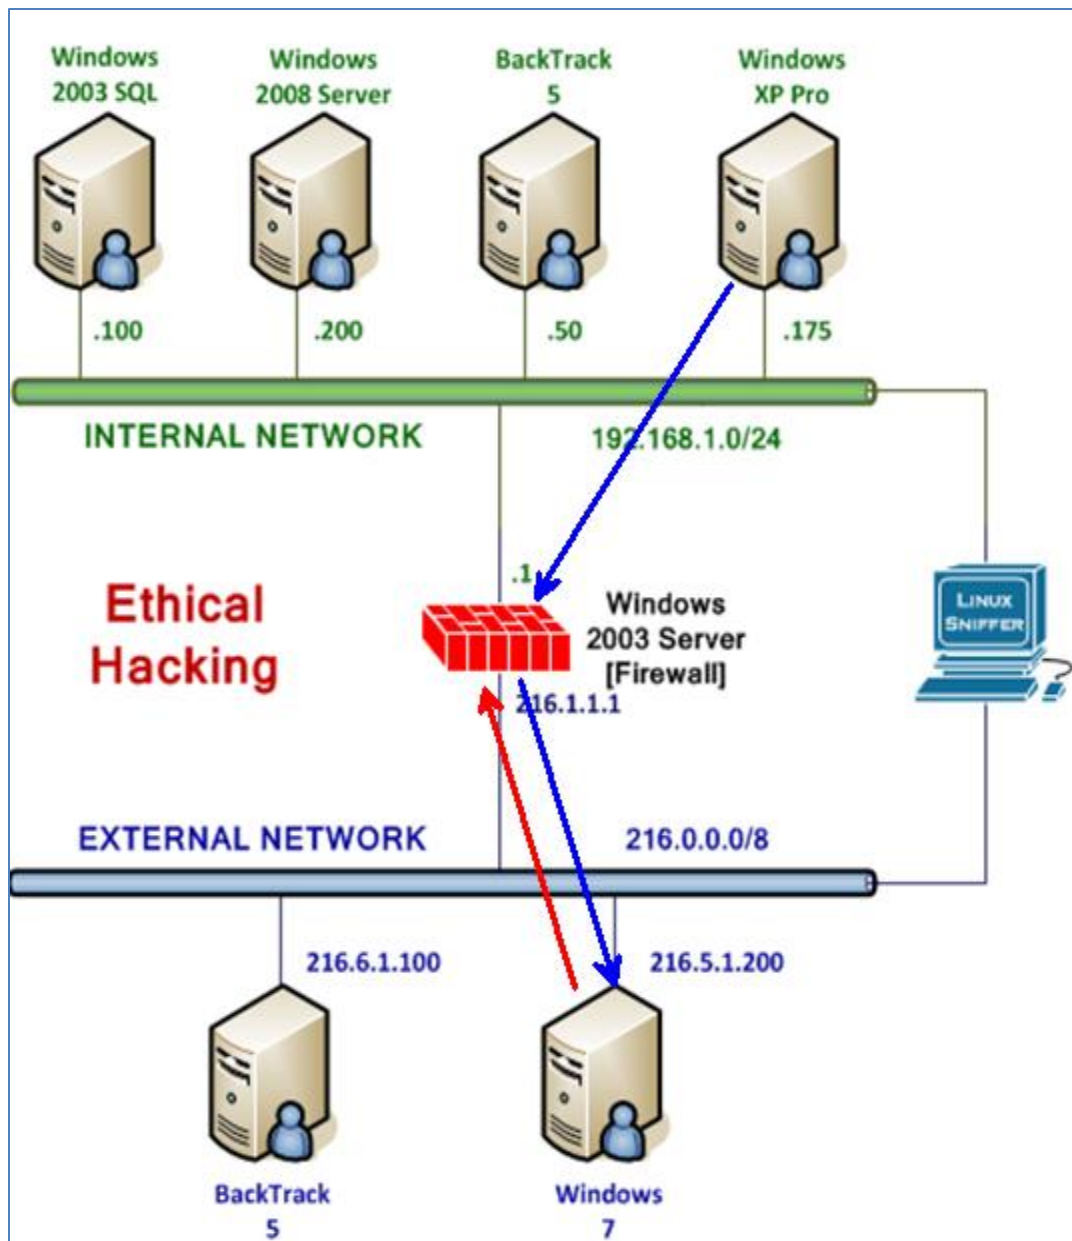 Windows
2003 SQL
Windows
2008 Server
BackTrack
5
Windows
XP Pro
.100
.200
.50
.175
INTERNAL NETWORK
192.168.1.0/24
.1
Ethical
Hacking
Windows
2003 Server
[Firewall]
LINUX
SNIFFER
216.1.1.1
EXTERNAL NETWORK
216.0.0.0/8
216.6.1.100
216.5.1.200
BackTrack
5
Windows
7